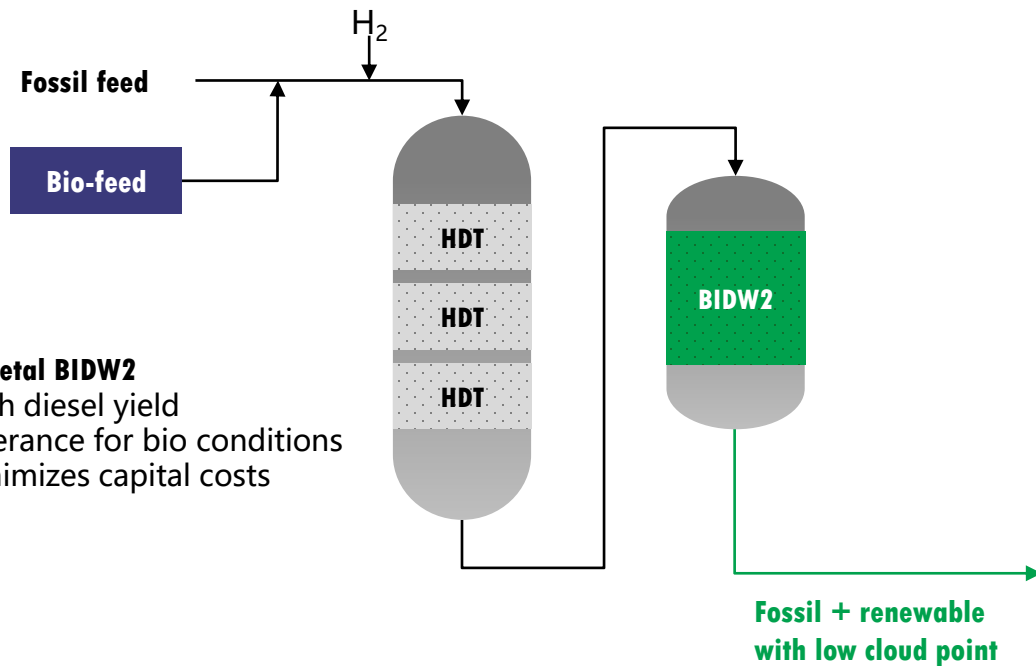 H₂
Fossil feed
Bio-feed
HDT
HDT
HDT
BIDW2
etal BIDW2
h diesel yield
erance for bio conditions
imizes capital costs
Fossil + renewable
with low cloud point